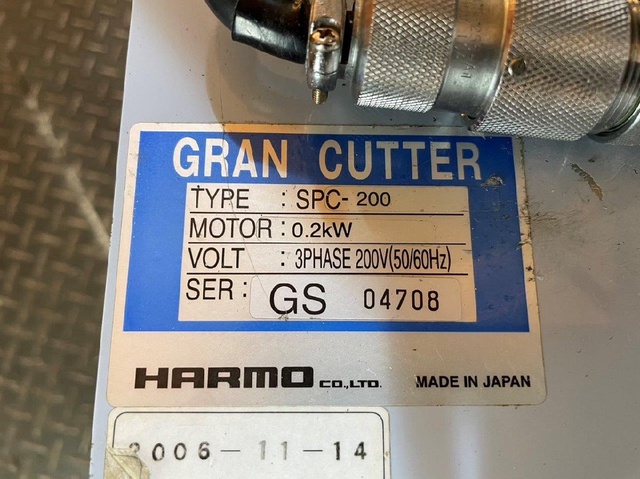 GRAN CUTTER
TYPE : SPC-200
MOTOR : 0.2kW
VOLT : 3PHASE 200V(50/60Hz)
SER : GS 04708
HARMO CO.,LTD. MADE IN JAPAN
2006-11-14